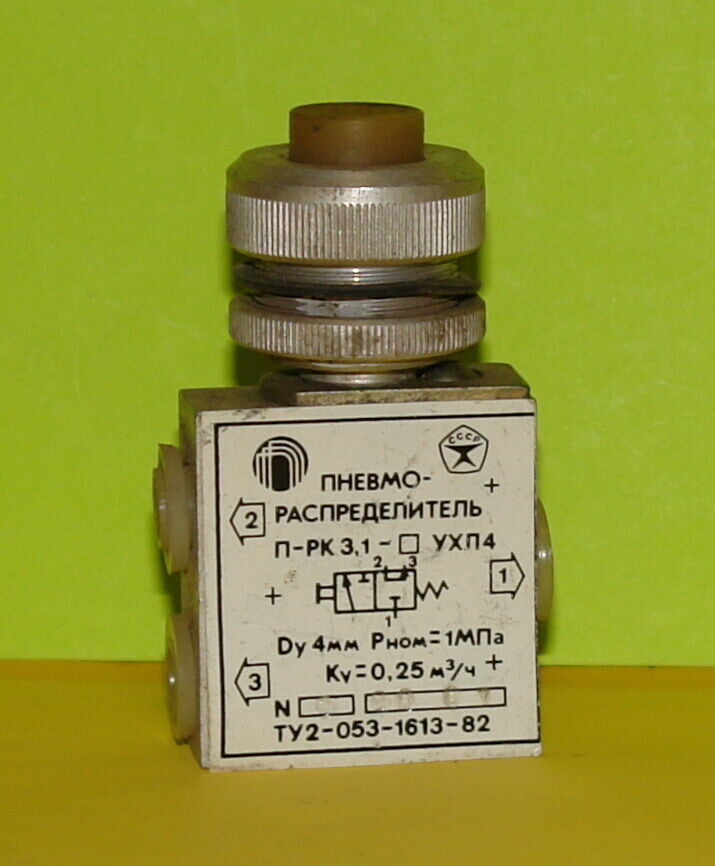 СССР
ПНЕВМО-
РАСПРЕДЕЛИТЕЛЬ
2
П-РК 3,1-□ УХЛ4
2 3
1
1
Dу 4мм Рном=1МПа
Kv=0,25 м³/ч
3
N
ТУ2-053-1613-82